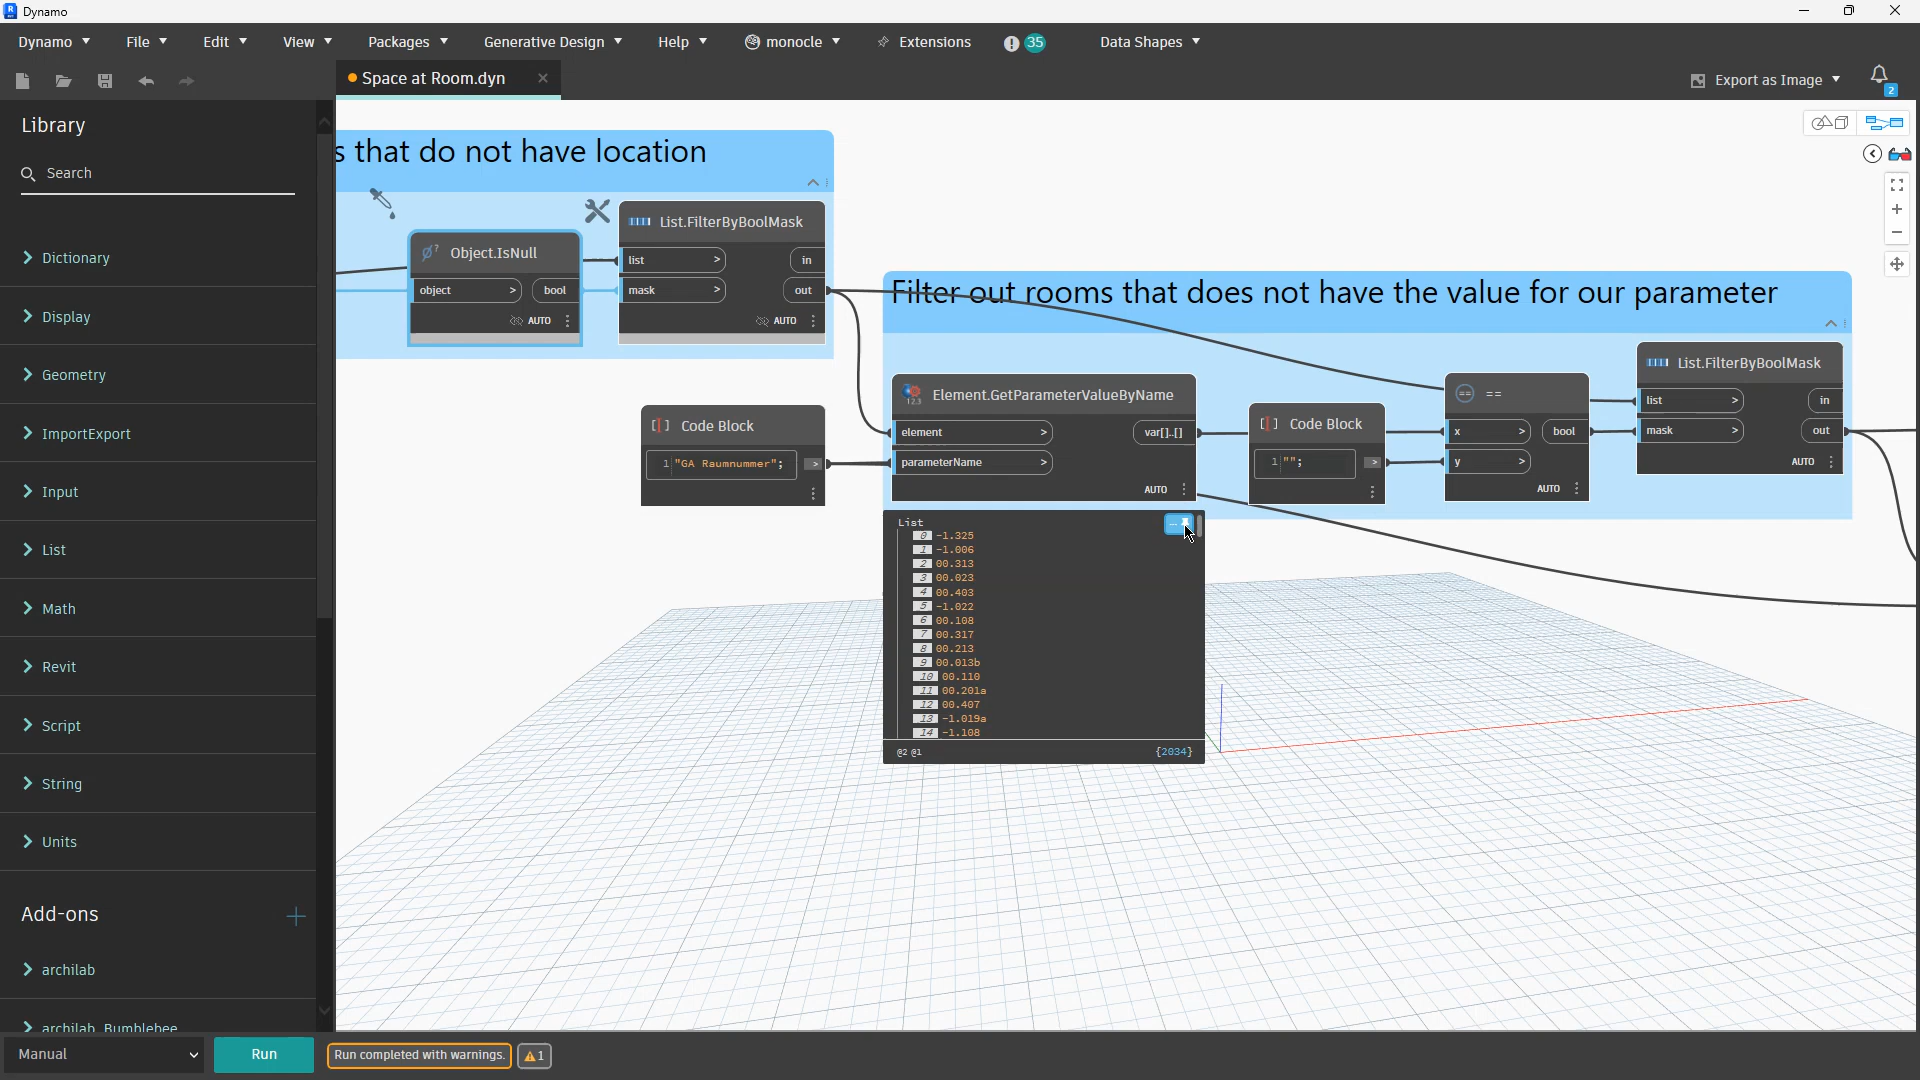 Dynamo
Dynamo File Edit View Packages Generative Design Help monocle Extensions 35 Data Shapes
Space at Room.dyn
Export as Image
2
Library
Search
Dictionary
Display
Geometry
ImportExport
Input
List
Math
Revit
Script
String
Units
Add-ons
archilab
archilab_Bumblebee
s that do not have location
Object.IsNull
object > bool
AUTO
List.FilterByBoolMask
list > in
mask > out
AUTO
Code Block
1 "GA Raumnummer"; >
Filter out rooms that does not have the value for our parameter
Element.GetParameterValueByName
element > var[]..[]
parameterName >
AUTO
Code Block
1 ""; >
==
x > bool
y >
AUTO
List.FilterByBoolMask
list > in
mask > out
AUTO
List
0 -1.325
1 -1.006
2 00.313
3 00.023
4 00.403
5 -1.022
6 00.108
7 00.317
8 00.213
9 00.013b
10 00.110
11 00.201a
12 00.407
13 -1.019a
14 -1.108
@2 @1 {2034}
Manual
Run
Run completed with warnings.
1